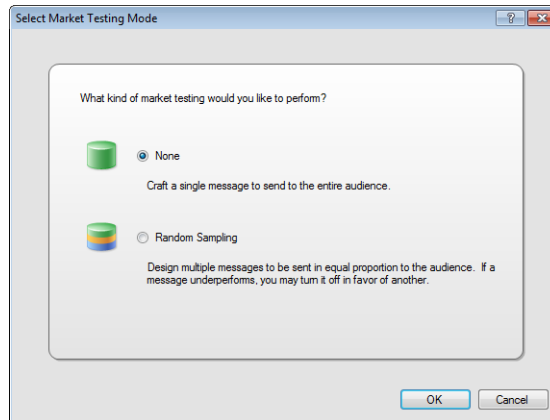 Select Market Testing Mode
What kind of market testing would you like to perform?
None
Craft a single message to send to the entire audience.
Random Sampling
Design multiple messages to be sent in equal proportion to the audience.  If a
message underperforms, you may turn it off in favor of another.
OK
Cancel